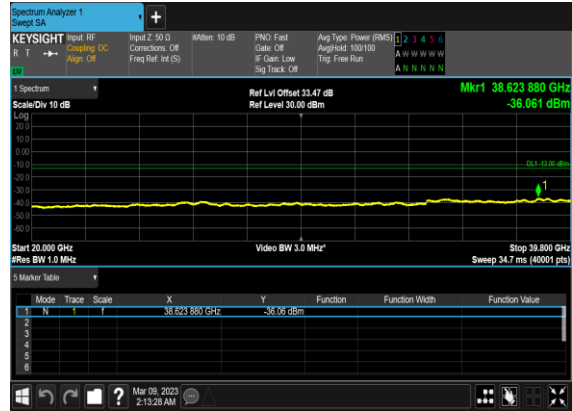 Spectrum Analyzer 1
Swept SA
+
KEYSIGHT Input: RF Input Z: 50 Ω #Atten: 10 dB PNO: Fast Avg Type: Power (RMS) 1 2 3 4 5 6
R T Coupling: DC Corrections: Off Gate: Off Avg|Hold: 100/100 A W W W W W
Align: Off Freq Ref: Int (S) IF Gain: Low Trig: Free Run
Sig Track: Off A N N N N N
1 Spectrum Ref Lvl Offset 33.47 dB Mkr1 38.623 880 GHz
Scale/Div 10 dB Ref Level 30.00 dBm -36.061 dBm
Log
20.0
10.0
0.00
-10.0 DL1 -13.00 dBm
-20.0
-30.0 1
-40.0
-50.0
-60.0
Start 20.000 GHz Video BW 3.0 MHz* Stop 39.800 GHz
#Res BW 1.0 MHz Sweep 34.7 ms (40001 pts)
5 Marker Table
Mode Trace Scale X Y Function Function Width Function Value
1 N 1 f 38.623 880 GHz -36.06 dBm
2
3
4
5
6
? Mar 09, 2023
2:13:28 AM